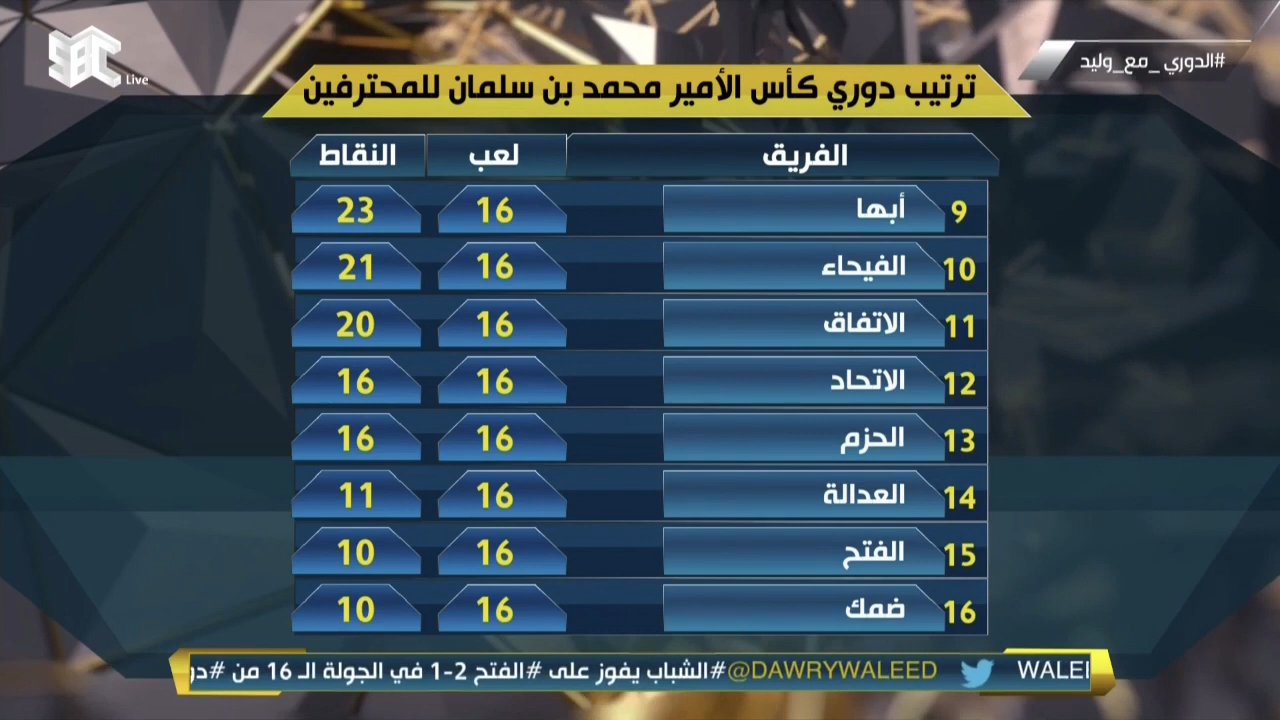 SBC Live
#الدوري_مع_وليد
ترتيب دوري كأس الأمير محمد بن سلمان للمحترفين
الفريق لعب النقاط
9 أبها 16 23
10 الفيحاء 16 21
11 الاتفاق 16 20
12 الاتحاد 16 16
13 الحزم 16 16
14 العدالة 16 11
15 الفتح 16 10
16 ضمك 16 10
WALE @DAWRYWALEED #الشباب يفوز على #الفتح 2-1 في الجولة الـ 16 من #دو